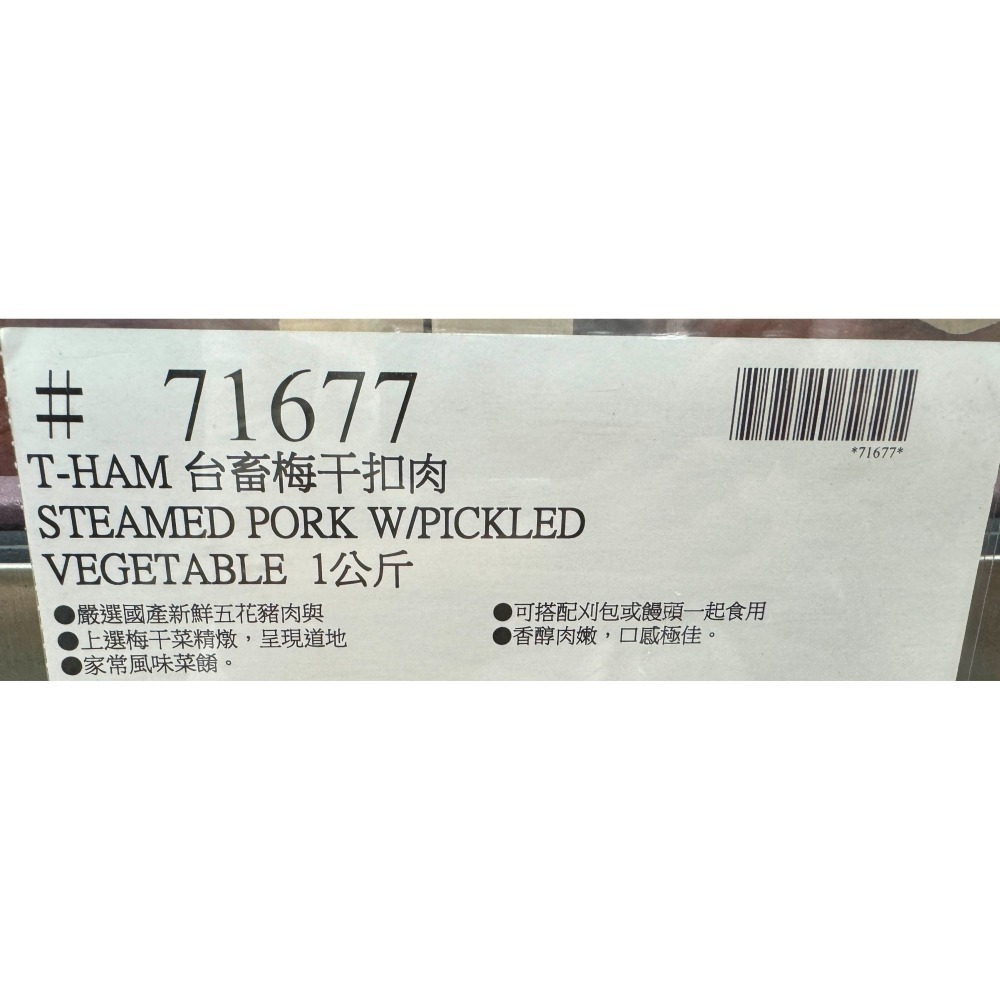 # 71677
*71677*
T-HAM 台畜梅干扣肉
STEAMED PORK W/PICKLED
VEGETABLE 1公斤
●嚴選國產新鮮五花豬肉與
●上選梅干菜精燉，呈現道地
●家常風味菜餚。
●可搭配刈包或饅頭一起食用
●香醇肉嫩，口感極佳。